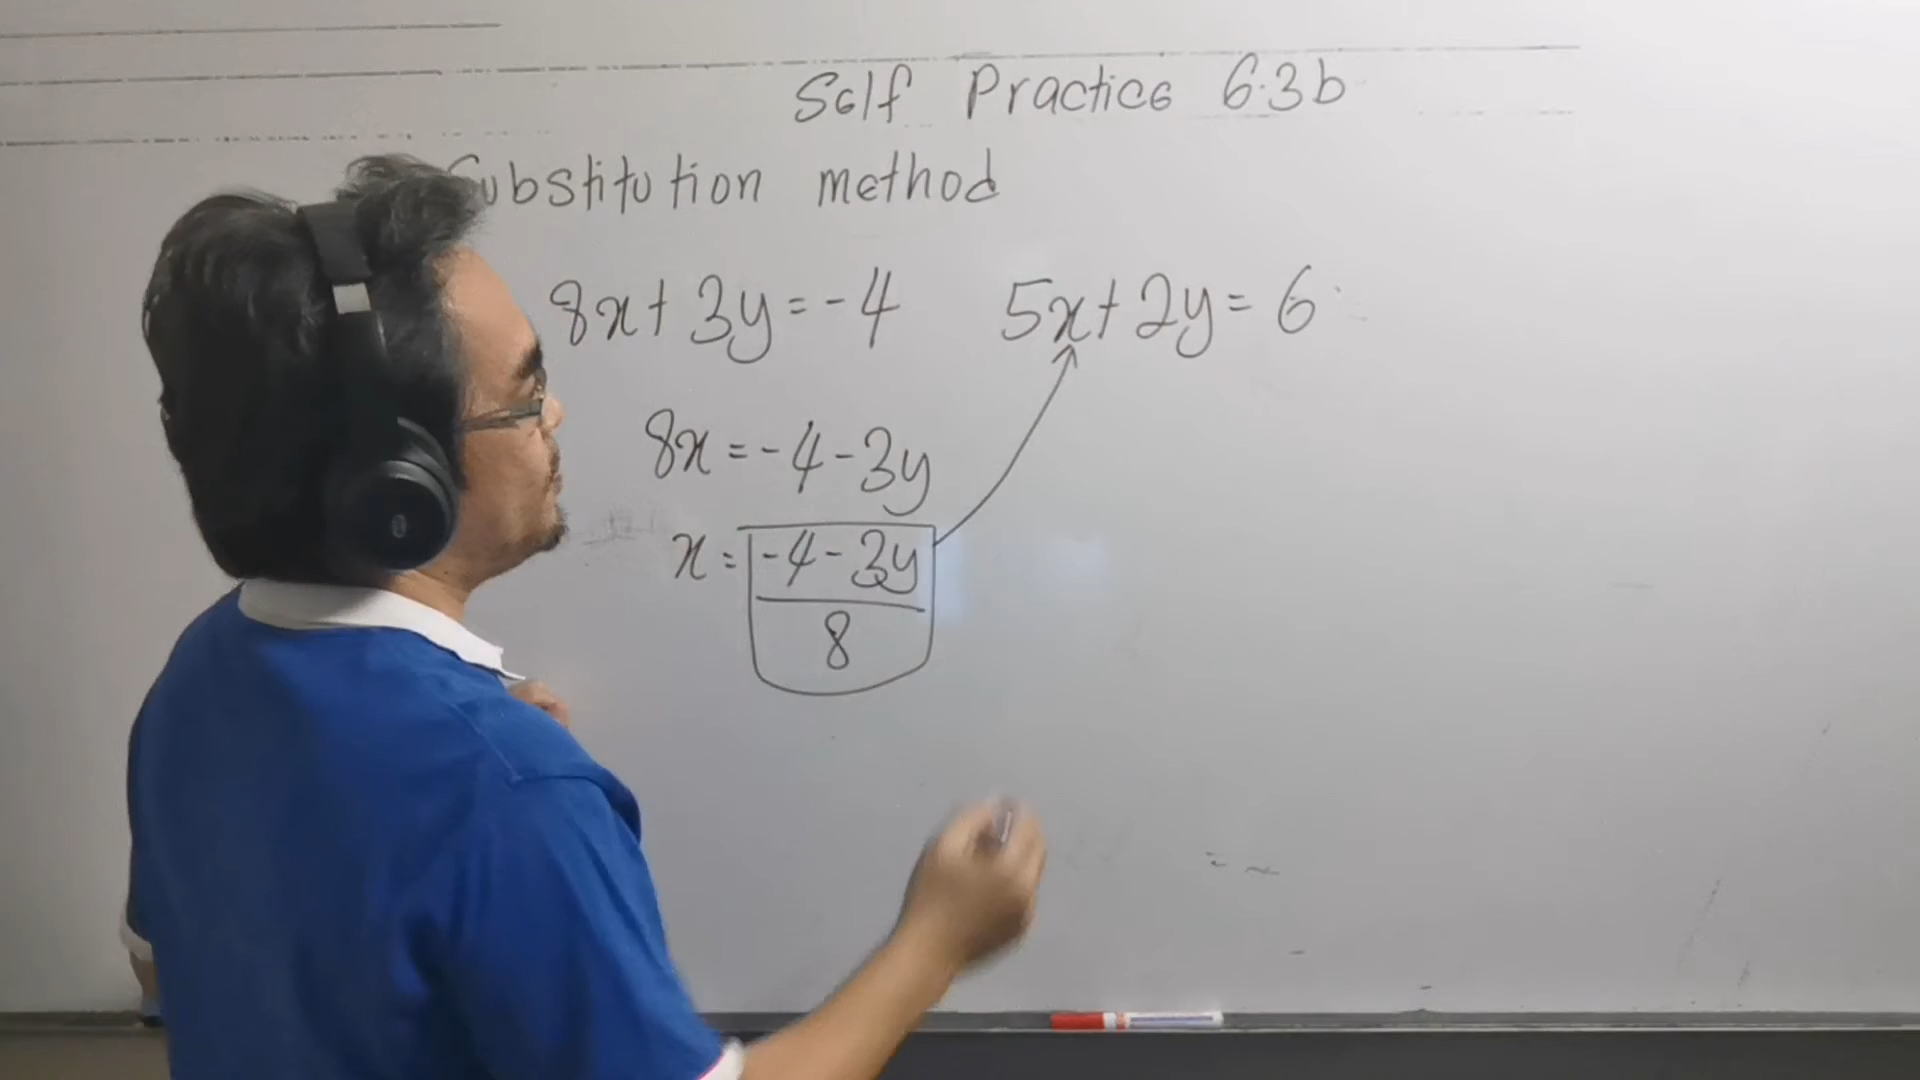 Self Practice 6.3b
Substitution method
8x + 3y = -4
5x + 2y = 6
8x = -4 - 3y
x = -4 - 3y
8